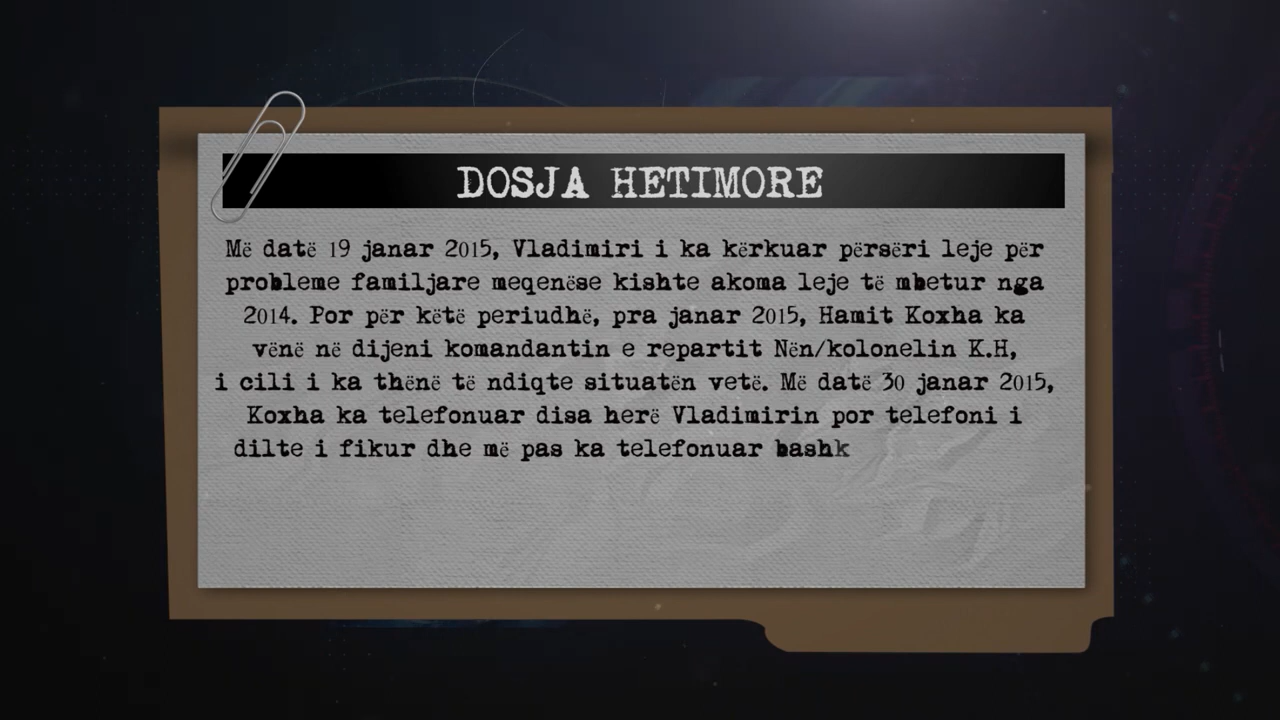 DOSJA HETIMORE
Më datë 19 janar 2015, Vladimiri i ka kërkuar përsëri leje për
probleme familjare meqenëse kishte akoma leje të mbetur nga
2014. Por për këtë periudhë, pra janar 2015, Hamit Koxha ka
vënë në dijeni komandantin e repartit Nën/kolonelin K.H,
i cili i ka thënë të ndiqte situatën vetë. Më datë 30 janar 2015,
Koxha ka telefonuar disa herë Vladimirin por telefoni i
dilte i fikur dhe më pas ka telefonuar bashk